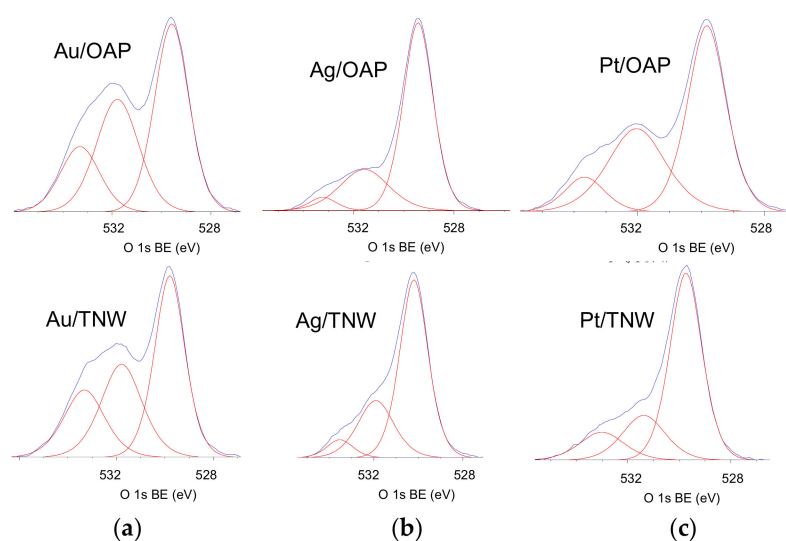 Au/OAP
Ag/OAP
Pt/OAP
532 528
532 528
532 528
O 1s BE (eV)
O 1s BE (eV)
O 1s BE (eV)
Au/TNW
Ag/TNW
Pt/TNW
532 528
532 528
532 528
O 1s BE (eV)
O 1s BE (eV)
O 1s BE (eV)
(a)
(b)
(c)